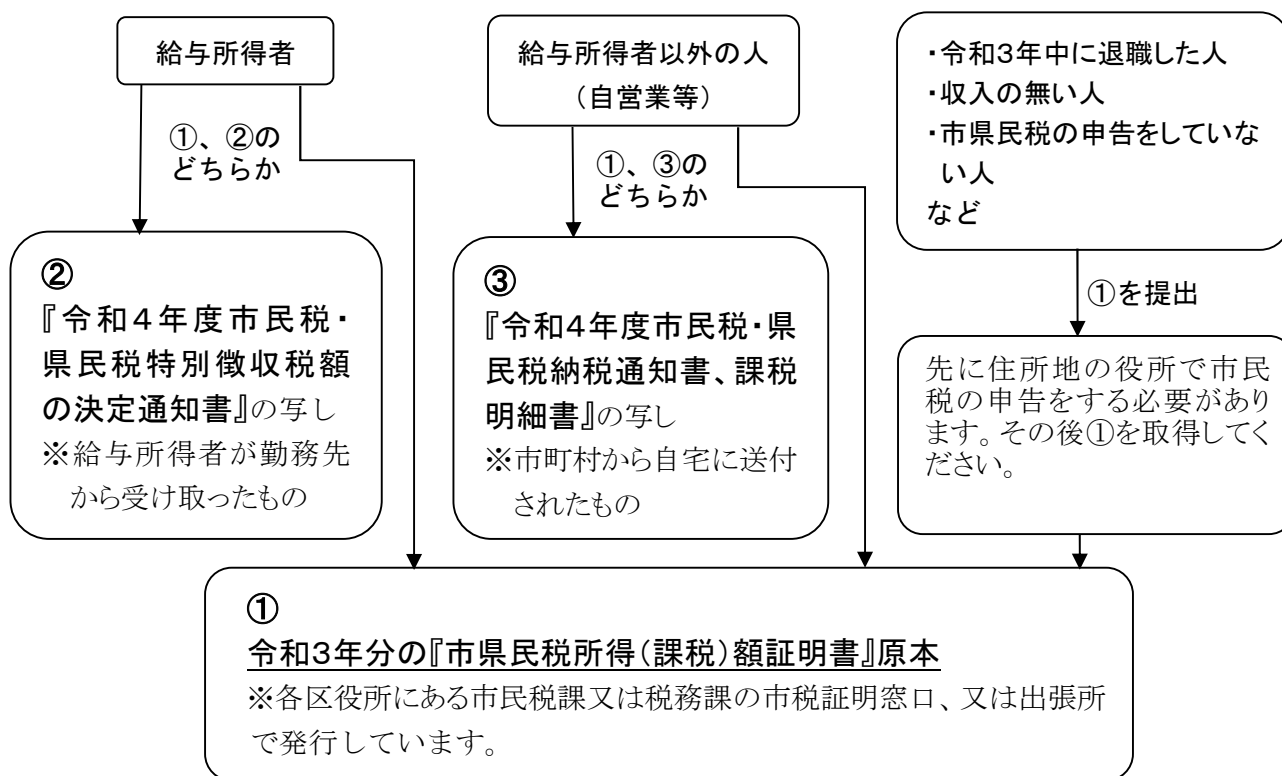 給与所得者
①、②の
どちらか
②
『令和４年度市民税・
県民税特別徴収税額
の決定通知書』の写し
※給与所得者が勤務先
から受け取ったもの
給与所得者以外の人
（自営業等）
①、③の
どちらか
③
『令和４年度市民税・県
民税納税通知書、課税
明細書』の写し
※市町村から自宅に送付
されたもの
・令和３年中に退職した人
・収入の無い人
・市県民税の申告をしていな
い人
など
①を提出
先に住所地の役所で市民
税の申告をする必要があり
ます。その後①を取得してく
ださい。
①
令和３年分の『市県民税所得（課税）額証明書』原本
※各区役所にある市民税課又は税務課の市税証明窓口、又は出張所
で発行しています。